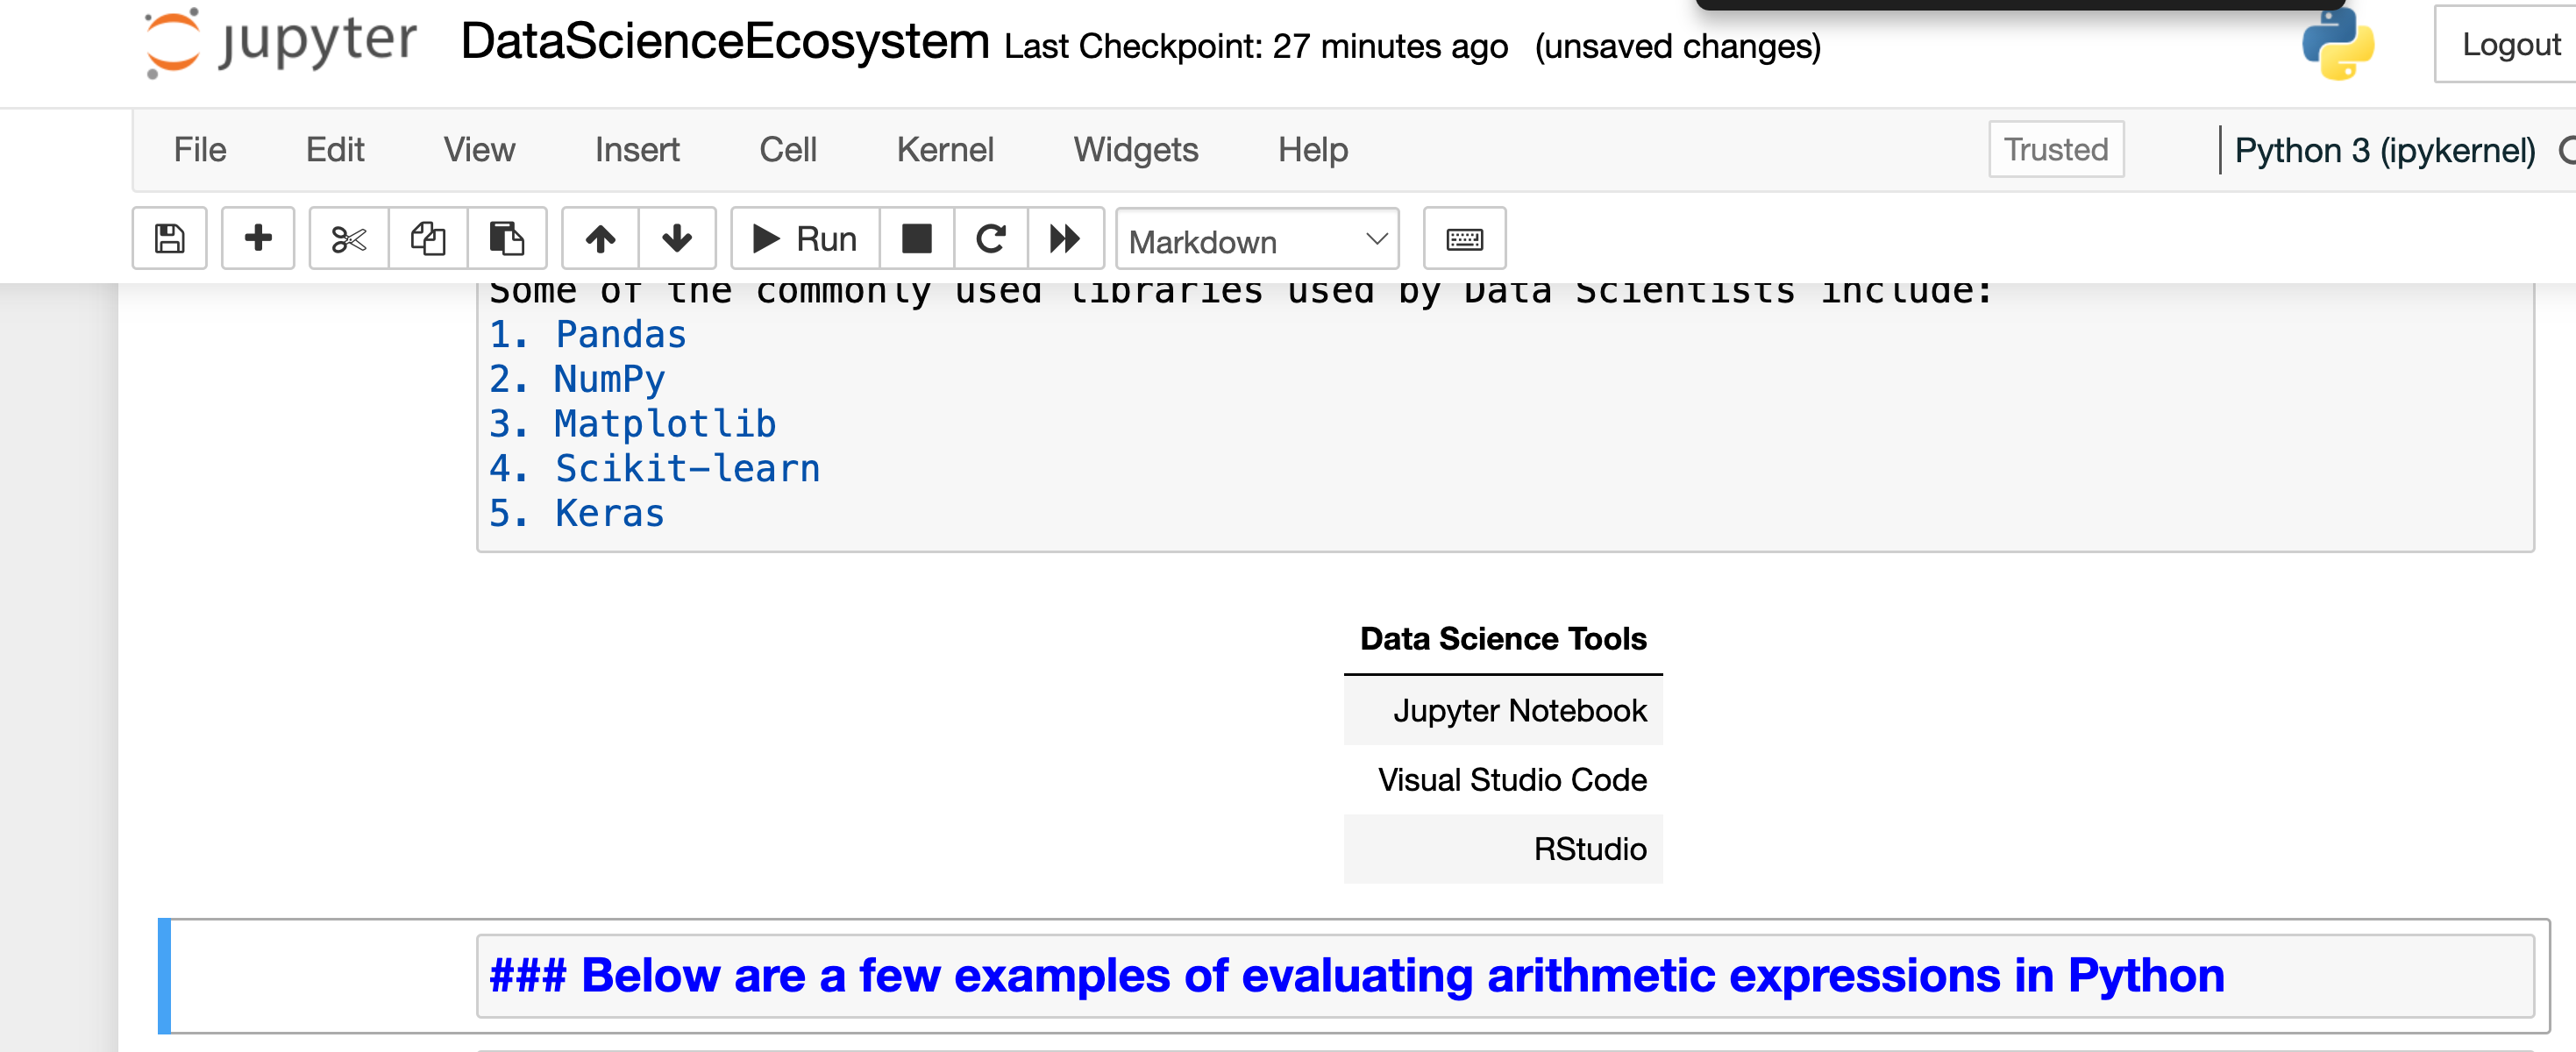 jupyter DataScienceEcosystem Last Checkpoint: 27 minutes ago (unsaved changes) Logout
File Edit View Insert Cell Kernel Widgets Help Trusted Python 3 (ipykernel)
Run Markdown
Some of the commonly used libraries used by Data Scientists include:
1. Pandas
2. NumPy
3. Matplotlib
4. Scikit-learn
5. Keras
Data Science Tools
Jupyter Notebook
Visual Studio Code
RStudio
### Below are a few examples of evaluating arithmetic expressions in Python